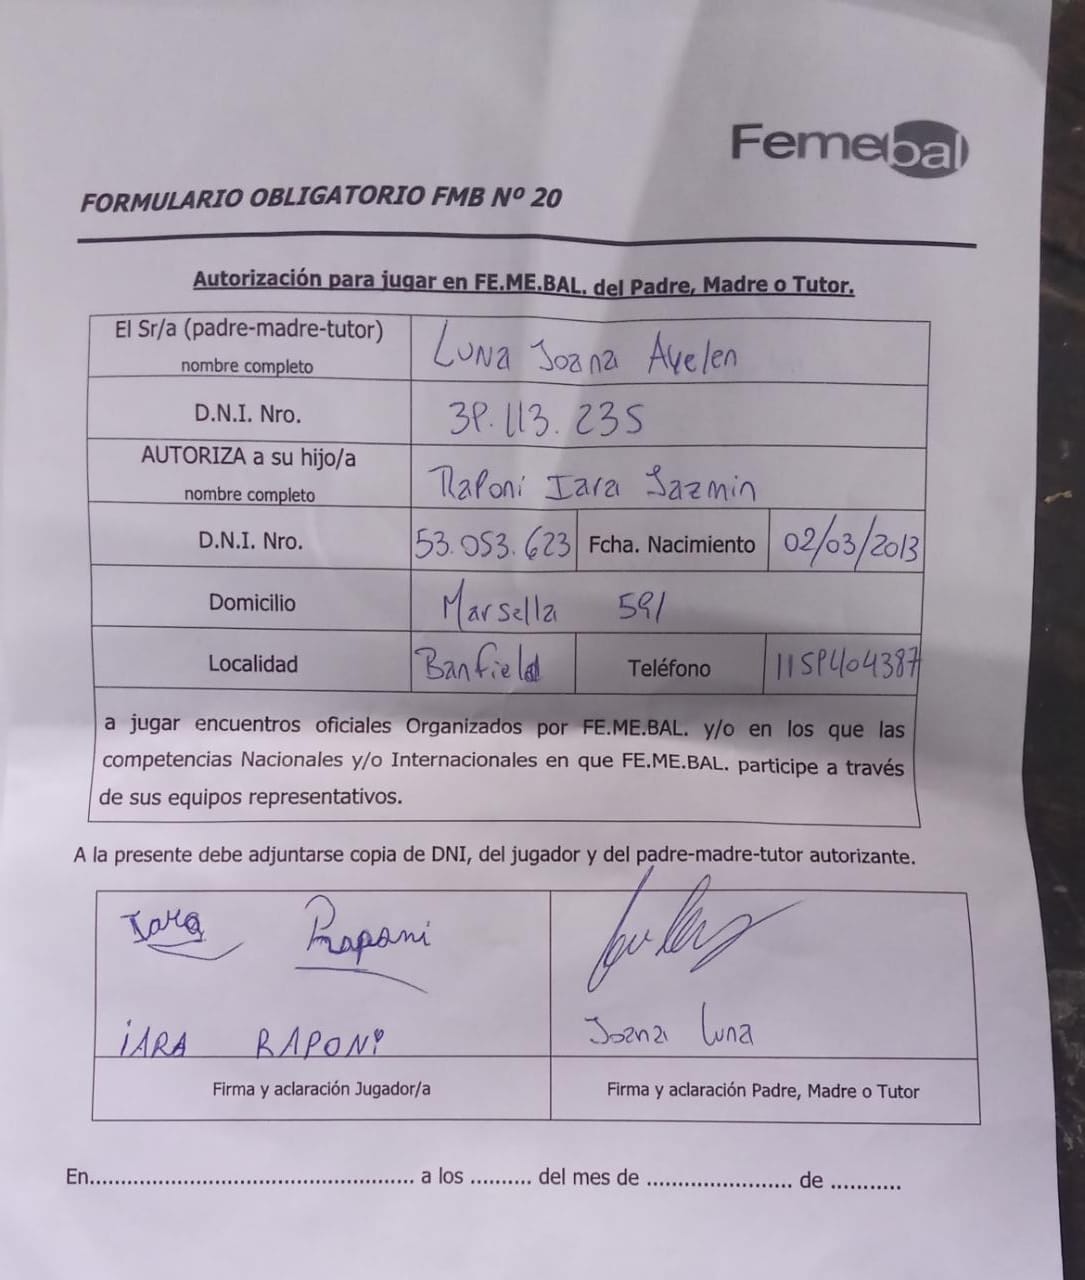 Femebal
FORMULARIO OBLIGATORIO FMB Nº 20
Autorización para jugar en FE.ME.BAL. del Padre, Madre o Tutor.
El Sr/a (padre-madre-tutor) nombre completo Luna Joana Ayelen
D.N.I. Nro.
AUTORIZA a su hijo/a nombre completo Raponi Iara Jazmin
D.N.I. Nro. 53.053.623 Fcha. Nacimiento 02/03/2013
Domicilio Marsella 591
Localidad Banfield Teléfono
a jugar encuentros oficiales Organizados por FE.ME.BAL. y/o en los que las
competencias Nacionales y/o Internacionales en que FE.ME.BAL. participe a través
de sus equipos representativos.
A la presente debe adjuntarse copia de DNI, del jugador y del padre-madre-tutor autorizante.
Iara Raponi
iARA RAPONi Joana Luna
Firma y aclaración Jugador/a Firma y aclaración Padre, Madre o Tutor
En.................................................... a los .......... del mes de ....................... de ...........